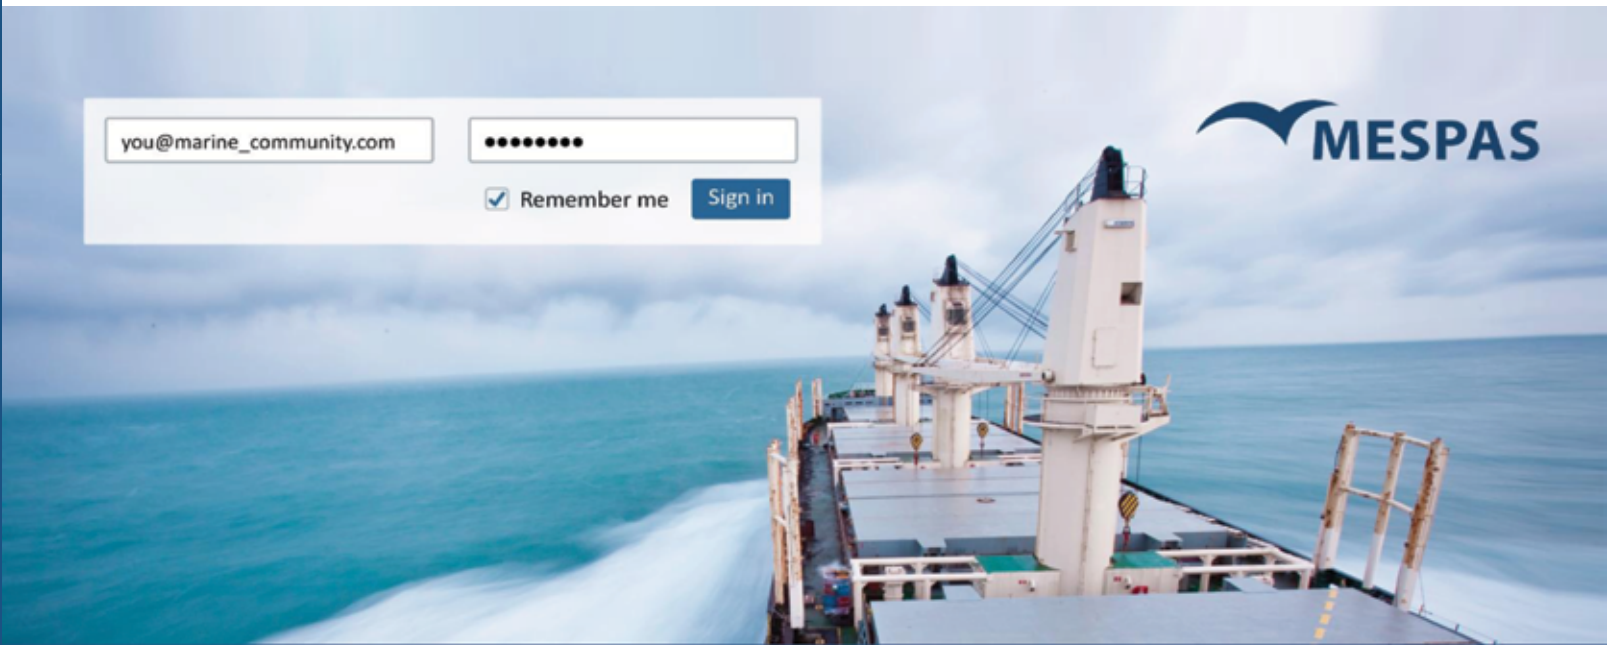 you@marine_community.com
••••••••
Remember me
Sign in
MESPAS